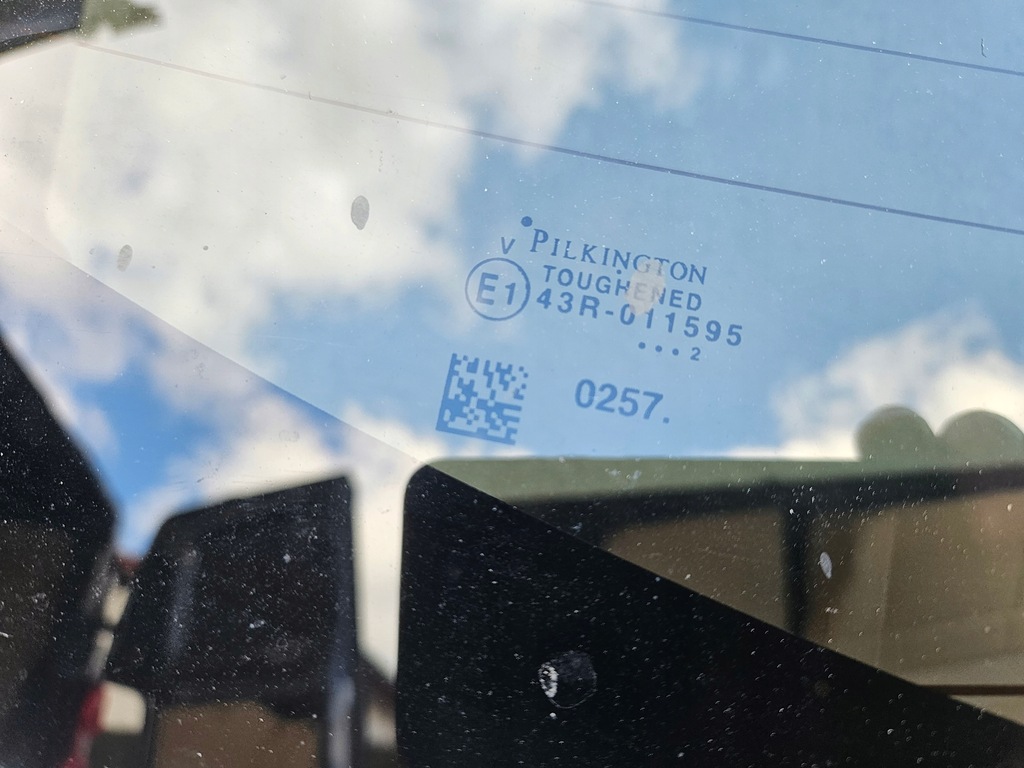 V
PILKINGTON
TOUGHENED
E1
43R-011595
...2
0257.